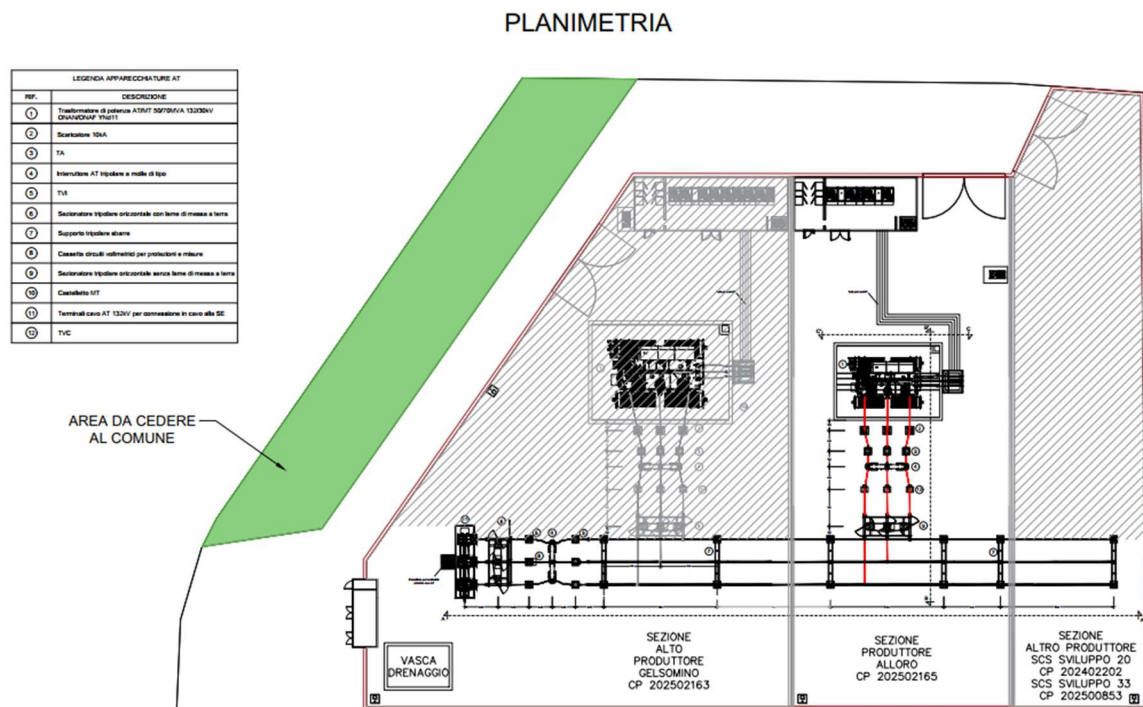 PLANIMETRIA
LEGENDA APPARECCHIATURE AT
RIF. DESCRIZIONE
1 Trasformatore di potenza AT/MT 50/70MVA 132/30kV
ONAN/ONAF YNd11
2 Scaricatore 10kA
3 TA
4 Interruttore AT tripolare a molle di tipo
5 TVI
6 Sezionatore tripolare orizzontale con lame di messa a terra
7 Supporto tripolare sbarre
8 Cassetta circuiti voltmetrici per protezioni e misure
9 Sezionatore tripolare orizzontale senza lame di messa a terra
10 Castelletto MT
11 Terminali cavo AT 132kV per connessione in cavo alla SE
12 TVC
AREA DA CEDERE
AL COMUNE
VASCA
DRENAGGIO
SEZIONE
ALTO
PRODUTTORE
GELSOMINO
CP 202502163
SEZIONE
PRODUTTORE
ALLORO
CP 202502165
SEZIONE
ALTRO PRODUTTORE
SCS SVILUPPO 20
CP 202402202
SCS SVILUPPO 33
CP 202500853